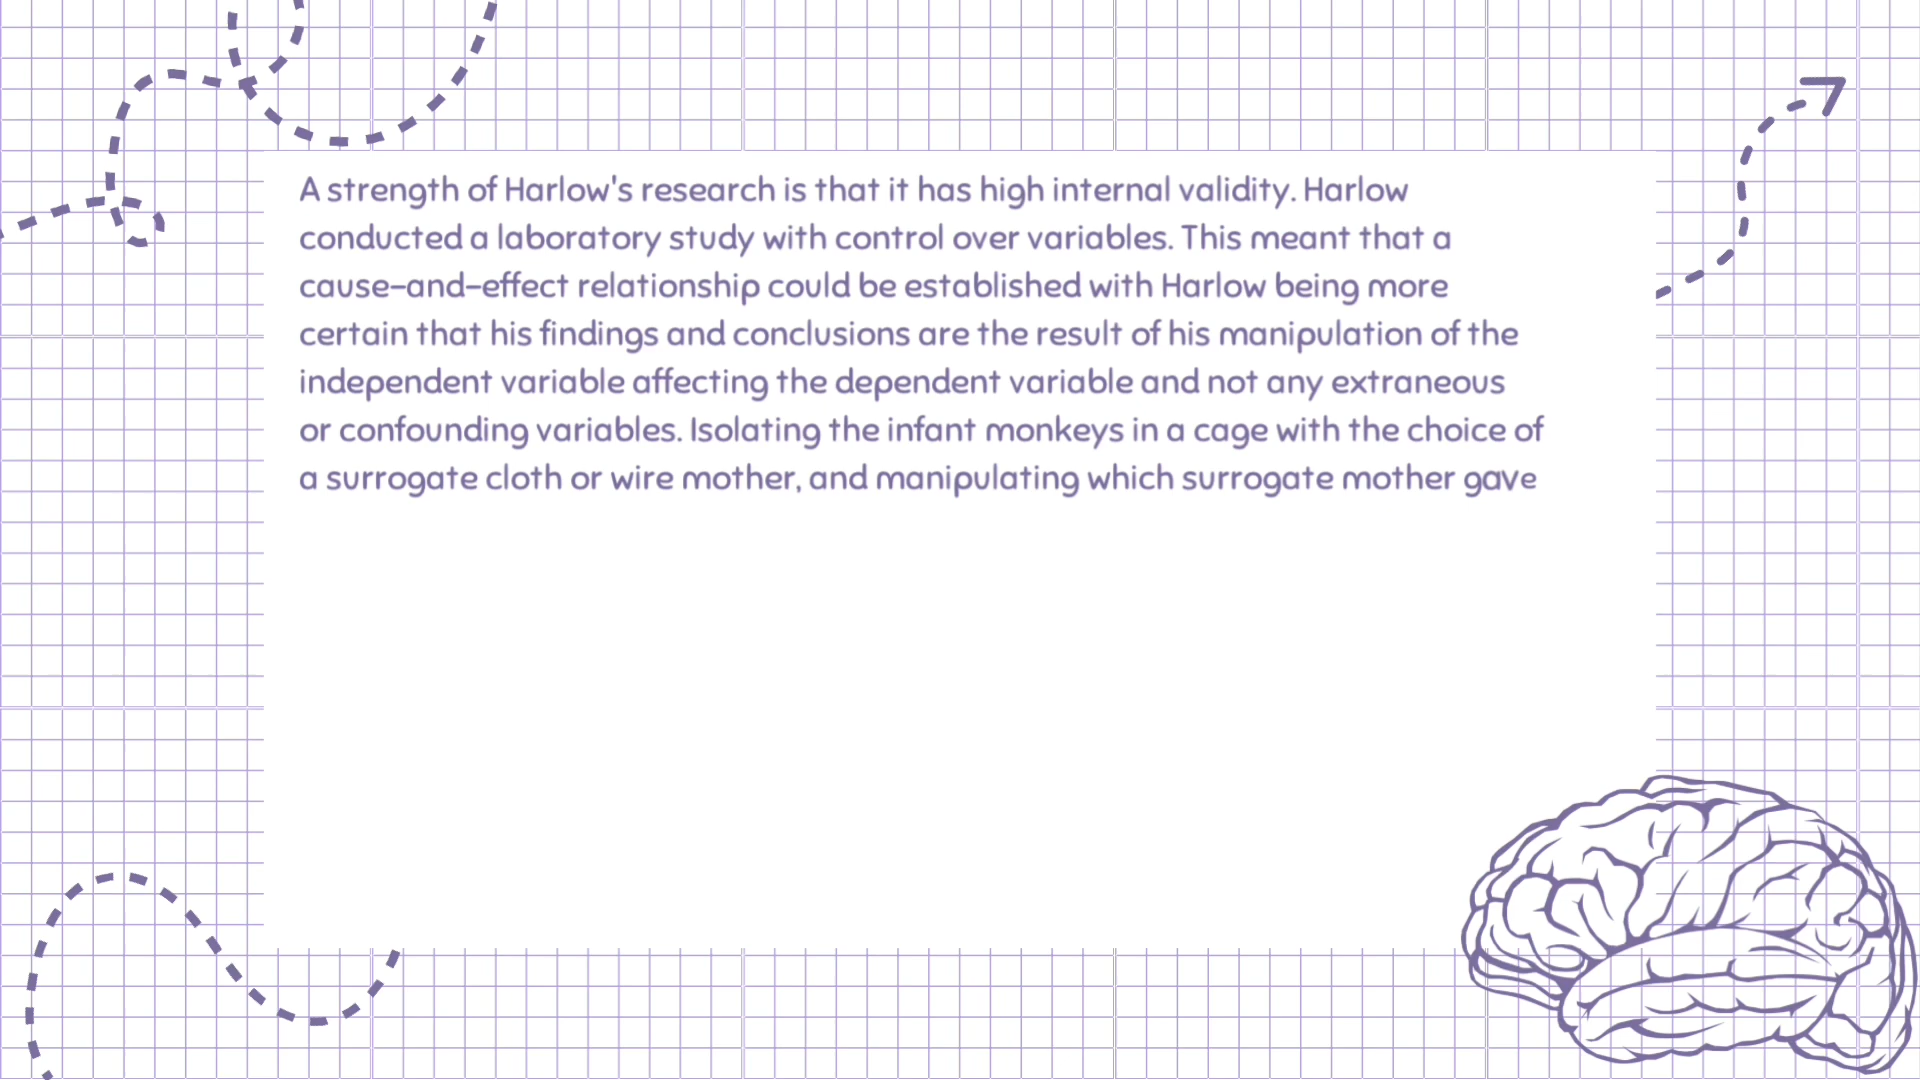 A strength of Harlow's research is that it has high internal validity. Harlow
conducted a laboratory study with control over variables. This meant that a
cause-and-effect relationship could be established with Harlow being more
certain that his findings and conclusions are the result of his manipulation of the
independent variable affecting the dependent variable and not any extraneous
or confounding variables. Isolating the infant monkeys in a cage with the choice of
a surrogate cloth or wire mother, and manipulating which surrogate mother gave